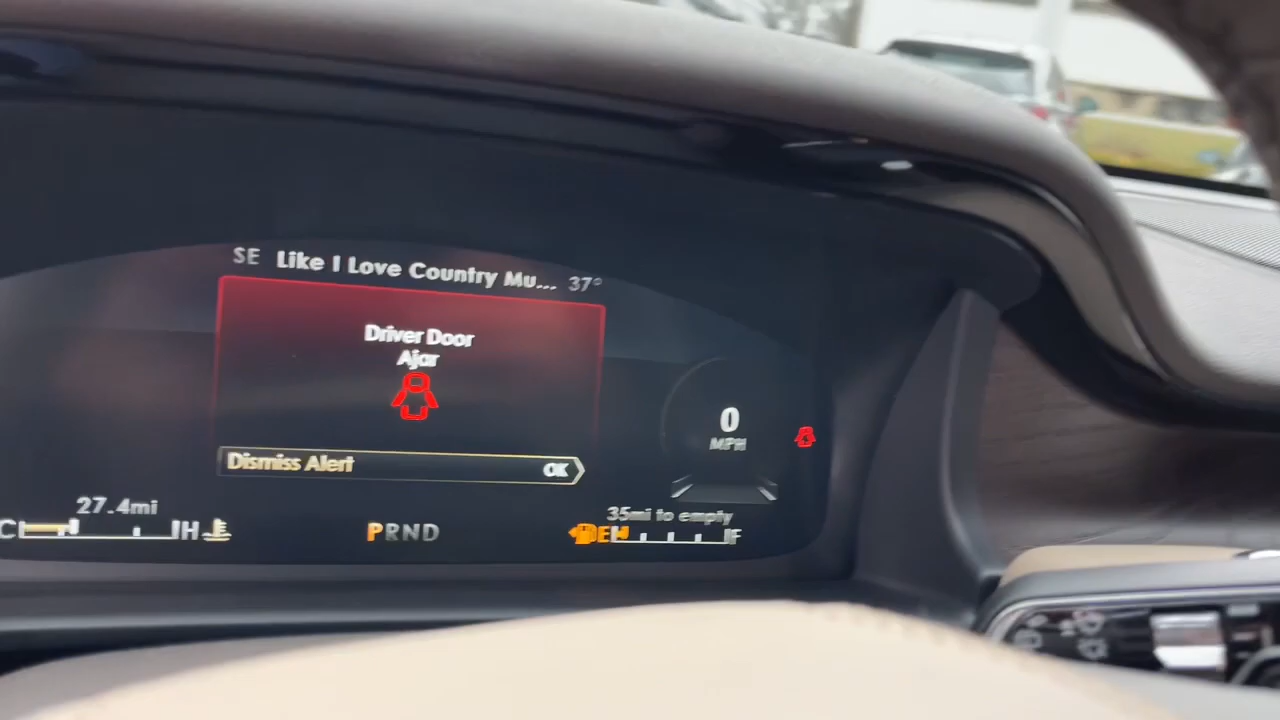 SE Like I Love Country Mu... 37°
Driver Door
Ajar
Dismiss Alert OK
0
MPH
27.4mi
35mi to empty
C H
PRND
E F